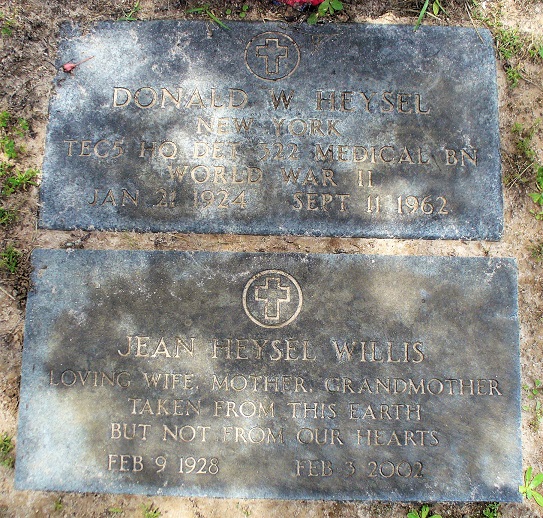 DONALD W. HEYSEL
NEW YORK
TEC5 HQ DET 322 MEDICAL BN
WORLD WAR II
JAN 21 1924 SEPT 11 1962
JEAN HEYSEL WILLIS
LOVING WIFE, MOTHER, GRANDMOTHER
TAKEN FROM THIS EARTH
BUT NOT FROM OUR HEARTS
FEB 9 1928 FEB 3 2002